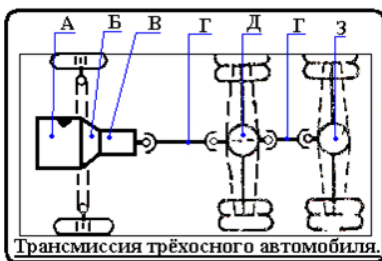 А Б В Г Д Г З
Трансмиссия трёхосного автомобиля.